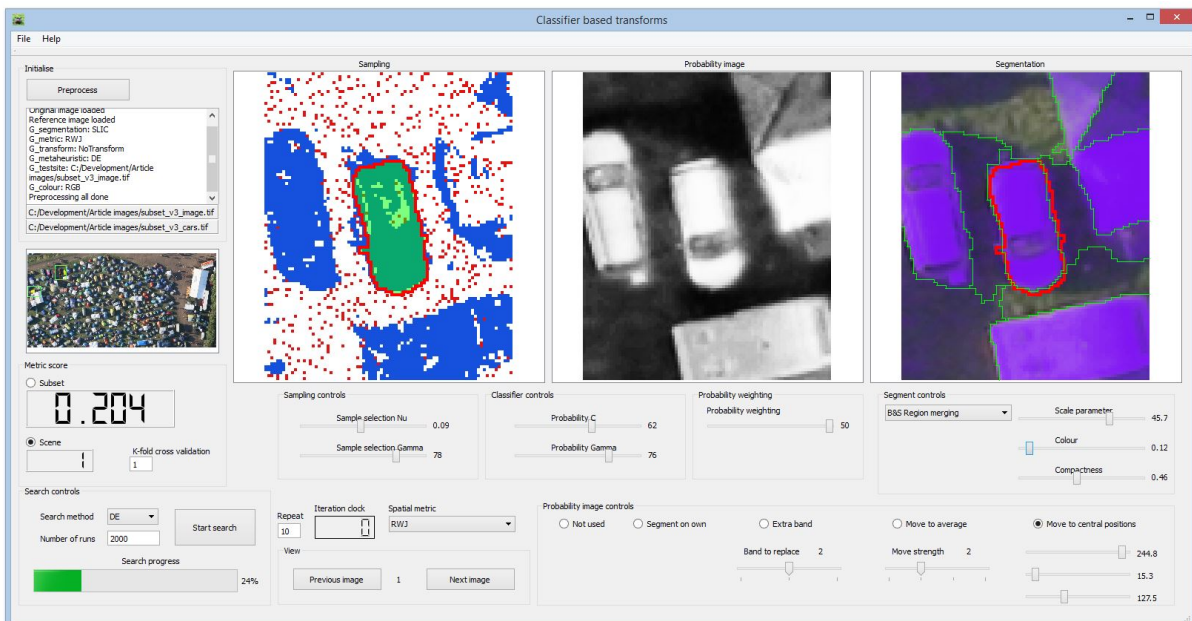 Classifier based transforms
File Help
Initialise
Preprocess
Original image loaded
Reference image loaded
G_segmentation: SLIC
G_metric: RWJ
G_transform: NoTransform
G_metaheuristic: DE
G_testsite: C:/Development/Article
images/subset_v3_image.tif
G_colour: RGB
Preprocessing all done
C:/Development/Article images/subset_v3_image.tif
C:/Development/Article images/subset_v3_cars.tif
Sampling
Probability image
Segmentation
Metric score
Subset
0.204
Scene
1
K-fold cross validation
1
Sampling controls
Sample selection Nu
0.09
Sample selection Gamma
78
Classifier controls
Probability C
62
Probability Gamma
76
Probability weighting
Probability weighting
50
Segment controls
B&S Region merging
Scale parameter
45.7
Colour
0.12
Compactness
0.46
Search controls
Search method
DE
Number of runs
2000
Start search
Search progress
24%
Repeat
10
Iteration clock
0
Spatial metric
RWJ
View
Previous image
1
Next image
Probability image controls
Not used
Segment on own
Extra band
Move to average
Move to central positions
Band to replace 2
Move strength 2
244.8
15.3
127.5